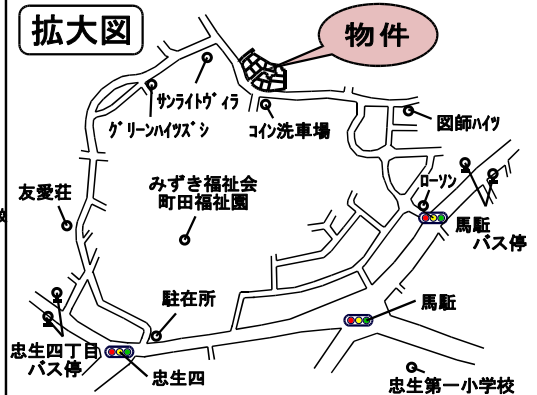 拡大図
物件
サンライトヴィラ
グリーンハイツズシ
コイン洗車場
図師ハイツ
友愛荘
みずき福祉会
町田福祉園
ローソン
馬駈
バス停
駐在所
馬駈
忠生四丁目
バス停
忠生四
忠生第一小学校